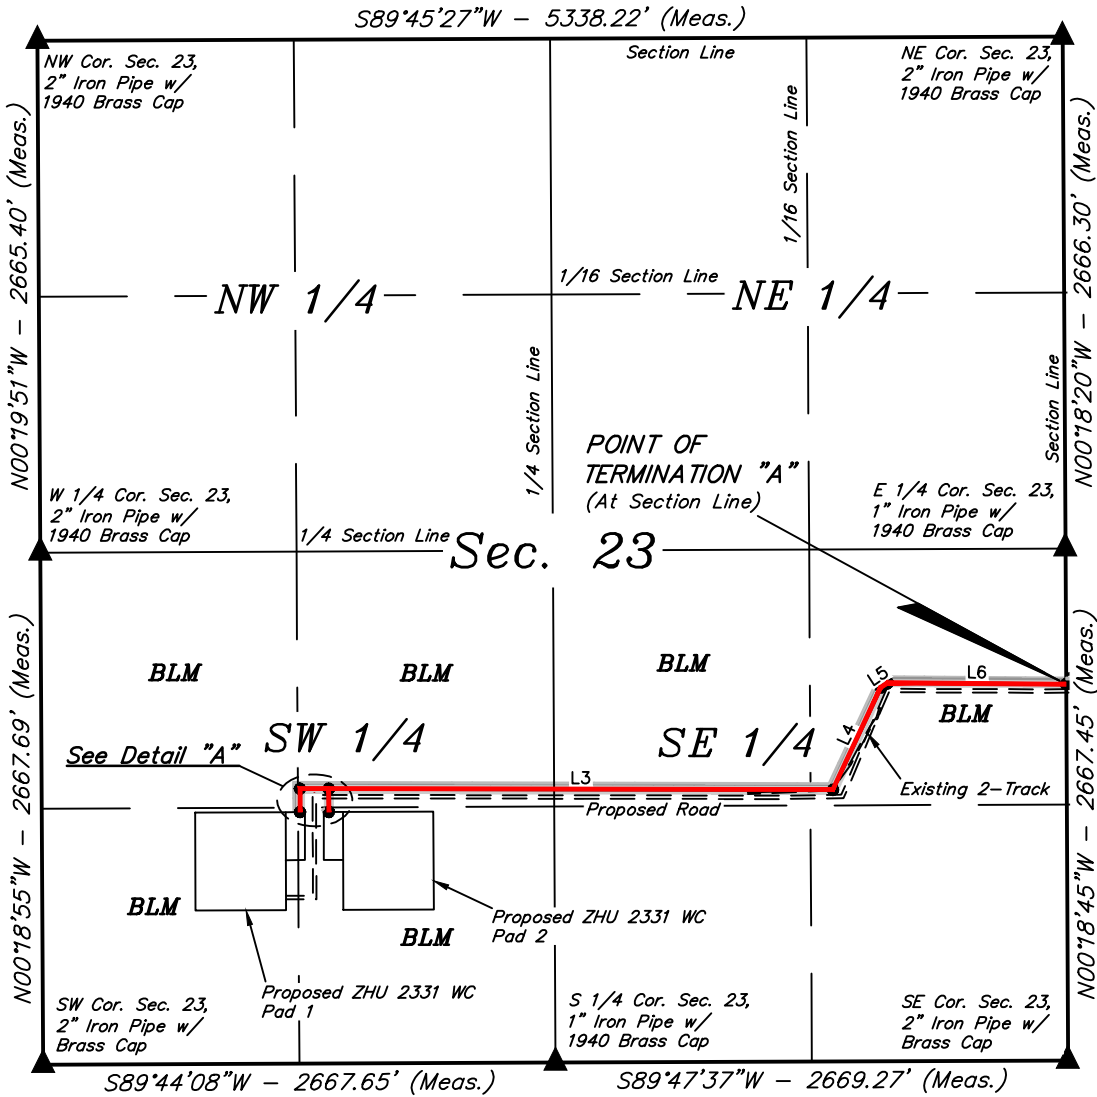 S89°45'27"W - 5338.22' (Meas.)
Section Line
NW Cor. Sec. 23,
2" Iron Pipe w/
1940 Brass Cap
NE Cor. Sec. 23,
2" Iron Pipe w/
1940 Brass Cap
N00°19'51"W - 2665.40' (Meas.)
1/16 Section Line
N00°18'20"W - 2666.30' (Meas.)
1/16 Section Line
NW 1/4
NE 1/4
1/4 Section Line
Section Line
POINT OF
TERMINATION "A"
(At Section Line)
W 1/4 Cor. Sec. 23,
2" Iron Pipe w/
1940 Brass Cap
E 1/4 Cor. Sec. 23,
1" Iron Pipe w/
1940 Brass Cap
1/4 Section Line
Sec. 23
N00°18'55"W - 2667.69' (Meas.)
N00°18'45"W - 2667.45' (Meas.)
BLM
BLM
BLM
L5
L6
BLM
SW 1/4
SE 1/4
L4
See Detail "A"
L3
Existing 2-Track
Proposed Road
BLM
BLM
Proposed ZHU 2331 WC
Pad 2
Proposed ZHU 2331 WC
Pad 1
SW Cor. Sec. 23,
2" Iron Pipe w/
Brass Cap
S 1/4 Cor. Sec. 23,
1" Iron Pipe w/
1940 Brass Cap
SE Cor. Sec. 23,
2" Iron Pipe w/
Brass Cap
S89°44'08"W - 2667.65' (Meas.)
S89°47'37"W - 2669.27' (Meas.)